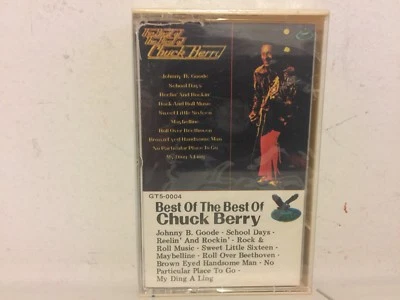 The Best of
The Best of
Chuck Berry
Johnny B. Goode
School Days
Reelin' And Rockin'
Rock And Roll Music
Sweet Little Sixteen
Maybelline
Roll Over Beethoven
Brown Eyed Handsome Man
No Particular Place To Go
My Ding A Ling
GT5-0004
Best Of The Best Of
Chuck Berry
Johnny B. Goode - School Days -
Reelin' And Rockin' - Rock &
Roll Music - Sweet Little Sixteen -
Maybelline - Roll Over Beethoven -
Brown Eyed Handsome Man - No
Particular Place To Go -
My Ding A Ling